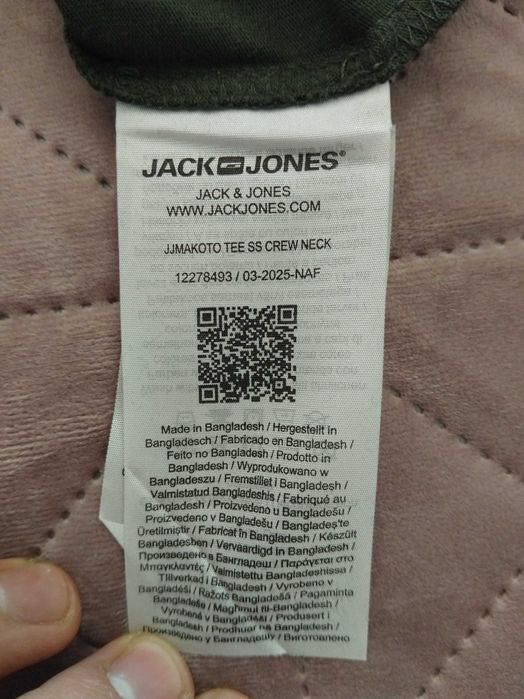 JACK JONES®
JACK & JONES
WWW.JACKJONES.COM
JJMAKOTO TEE SS CREW NECK
12278493 / 03-2025-NAF
Made in Bangladesh / Hergestellt in
Bangladesch / Fabricado en Bangladesh /
Feito no Bangladesh / Prodotto in
Bangladesh / Wyprodukowano w
Bangladeszu / Fremstillet i Bangladesh /
Valmistatud Bangladeshis / Fabriqué au
Bangladesh / Proizvedeno u Bangladešu /
Proizvedeno v Bangladešu / Bangladeş'te
Üretilmiştir / Fabricat în Bangladesh / Készült
Bangladesben / Vervaardigd in Bangladesh /
Произведено в Бангладеш / Παράγεται στο
Μπαγκλαντές / Valmistettu Bangladeshissa /
Tillverkad i Bangladesh / Vyrobeno v
Bangladéši / Ražots Bangladešā / Pagaminta
Bangladeše / Magħmul fil-Bangladesh /
Vyrobené v Bangladéši / Produsert i
Bangladesh / Prodhuar në Bangladesh /
Произведено у Бангладешу / Виготовлено